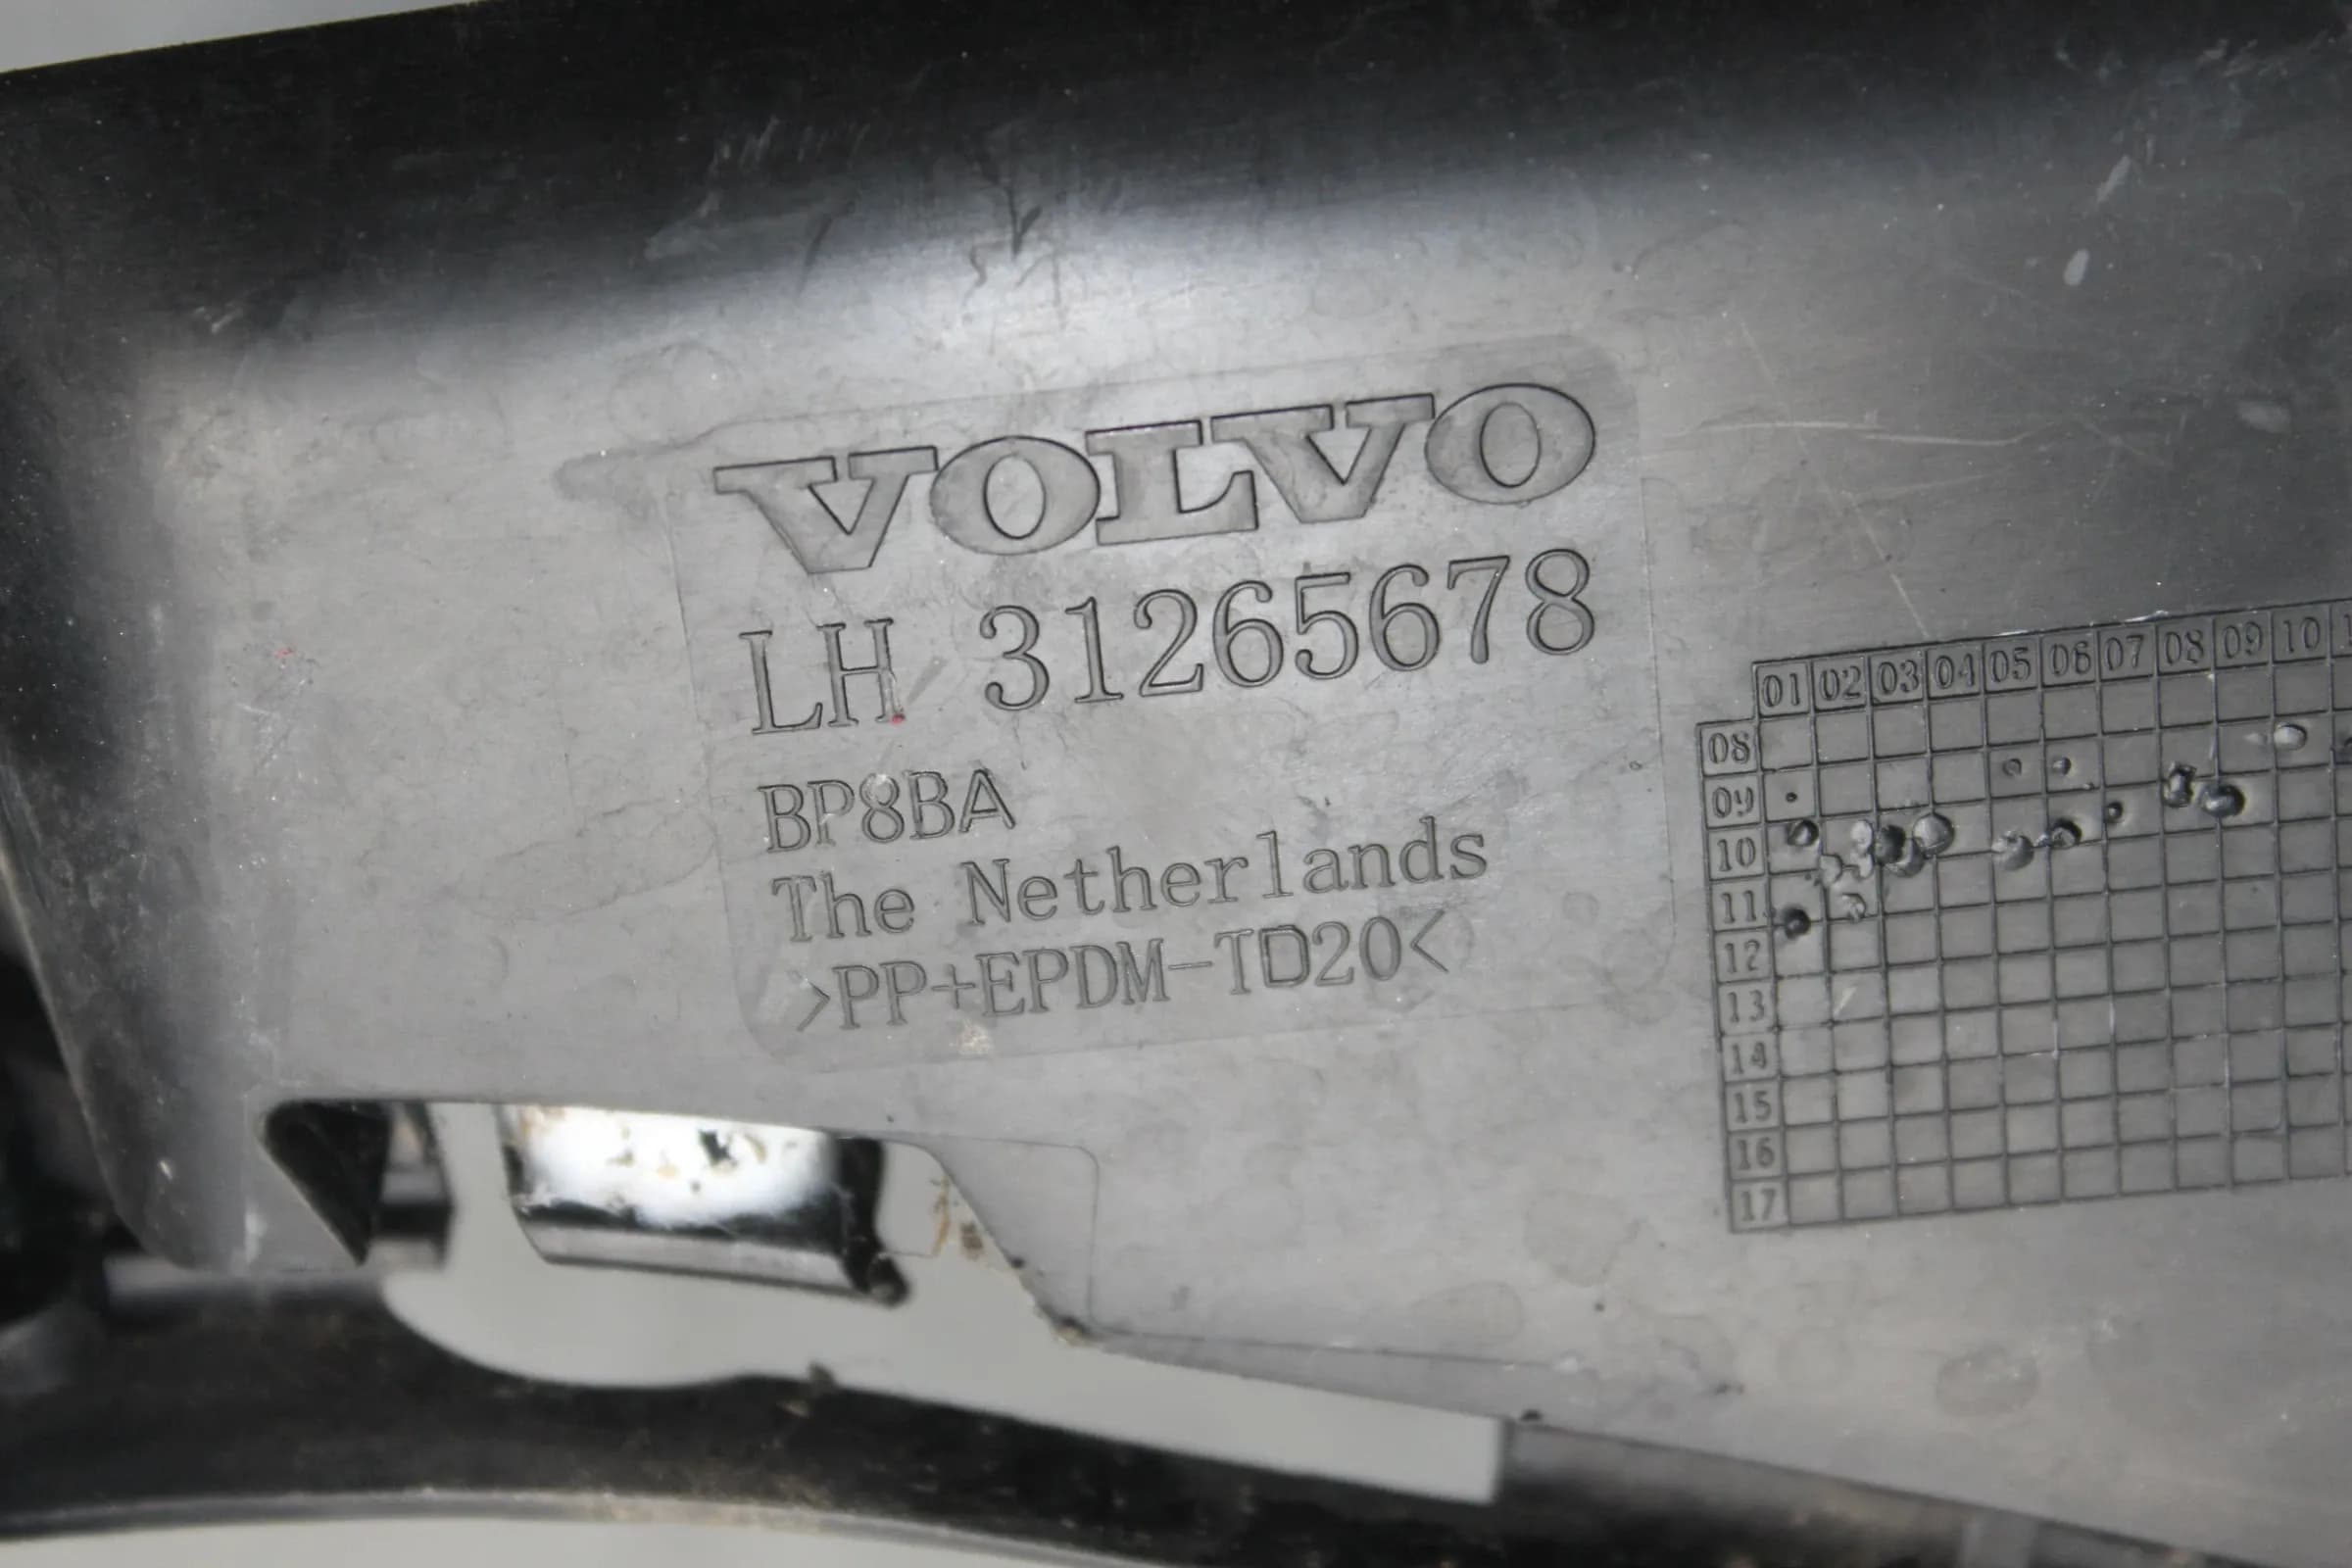 VOLVO
LH 31265678
BP8BA
The Netherlands
>PP+EPDM-TD20<
01 02 03 04 05 06 07 08 09 10
08
09
10
11
12
13
14
15
16
17